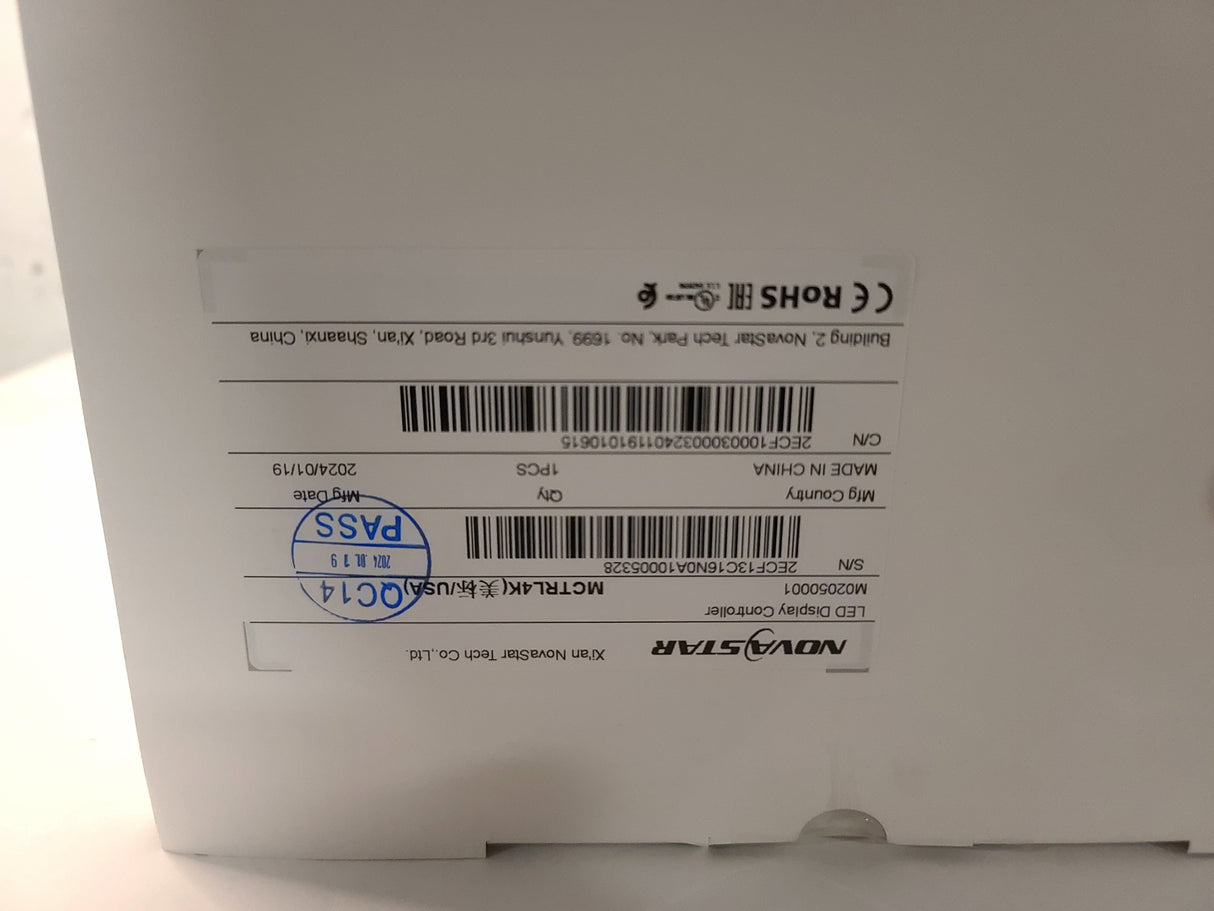 NOVASTAR Xi'an NovaStar Tech Co.,Ltd.
LED Display Controller
M02050001 MCTRL4K(美标/USA)
S/N 2ECF13C16N0A10005328
QC14
2024.01.19
PASS
Mfg Country Qty Mfg Date
MADE IN CHINA 1PCS 2024/01/19
C/N 2ECF10003000032401191010615
Building 2, NovaStar Tech Park, No. 1699, Yunshui 3rd Road, Xi'an, Shaanxi, China
CE RoHS EAC